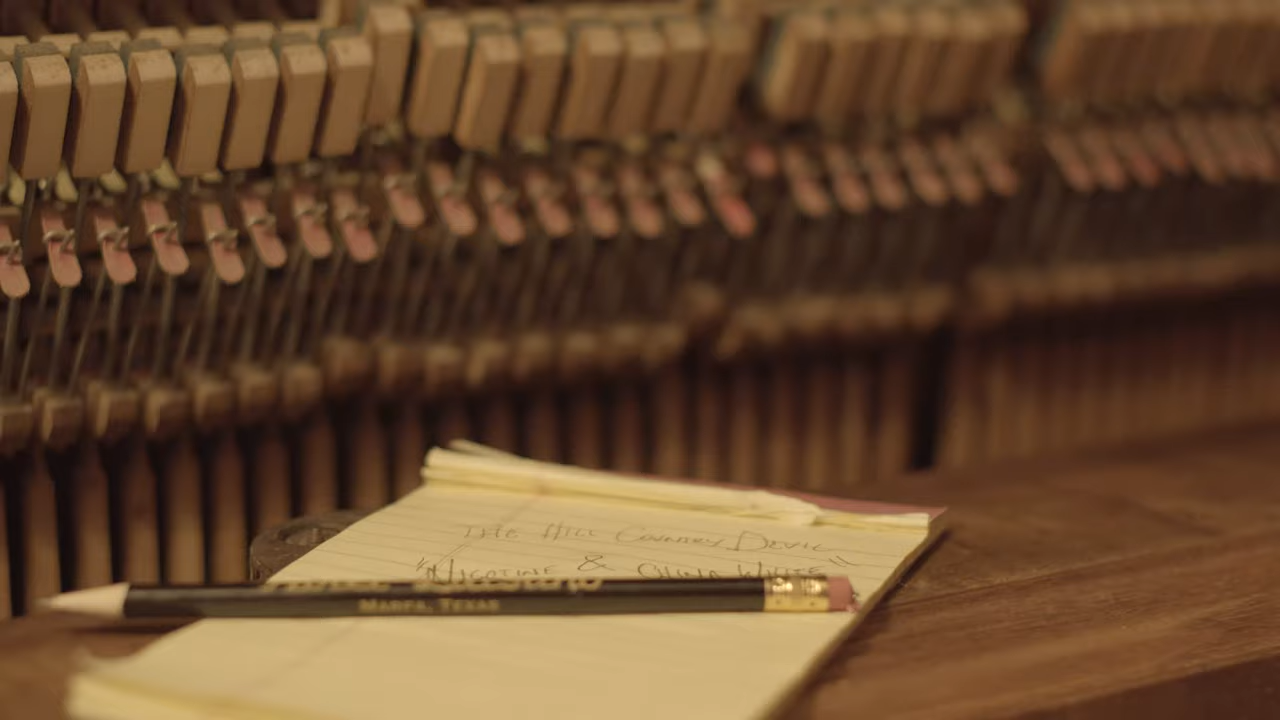 THE HILL COUNTRY DEVIL
"NICOTINE & CHINA WHITE"
MARFA, TEXAS